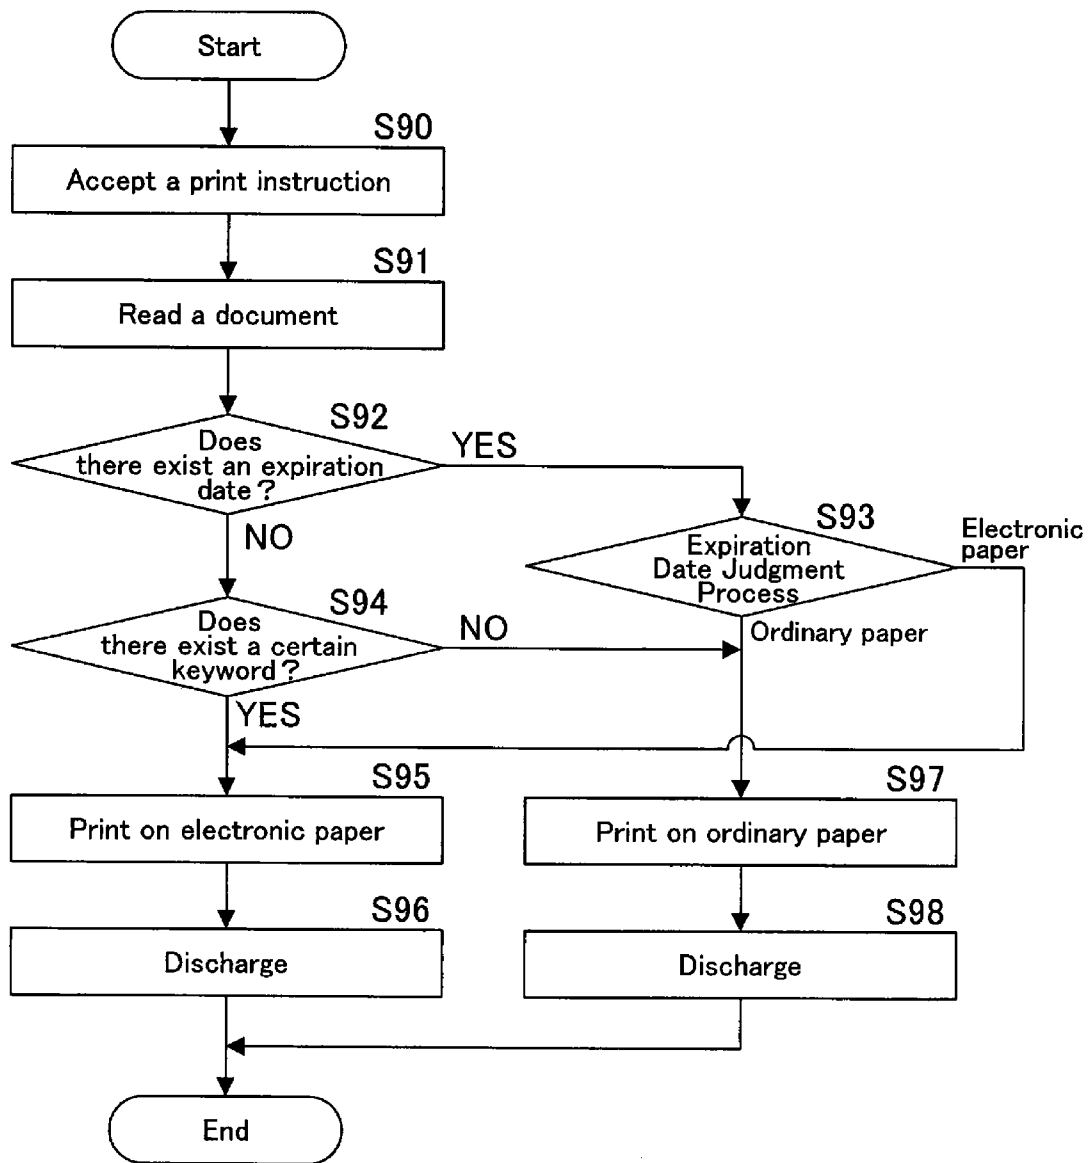 Start
S90
Accept a print instruction
S91
Read a document
S92
Does
there exist an expiration
date?
YES
NO
S93
Expiration
Date Judgment
Process
Electronic
paper
Ordinary paper
S94
Does
there exist a certain
keyword?
NO
YES
S95
Print on electronic paper
S97
Print on ordinary paper
S96
Discharge
S98
Discharge
End